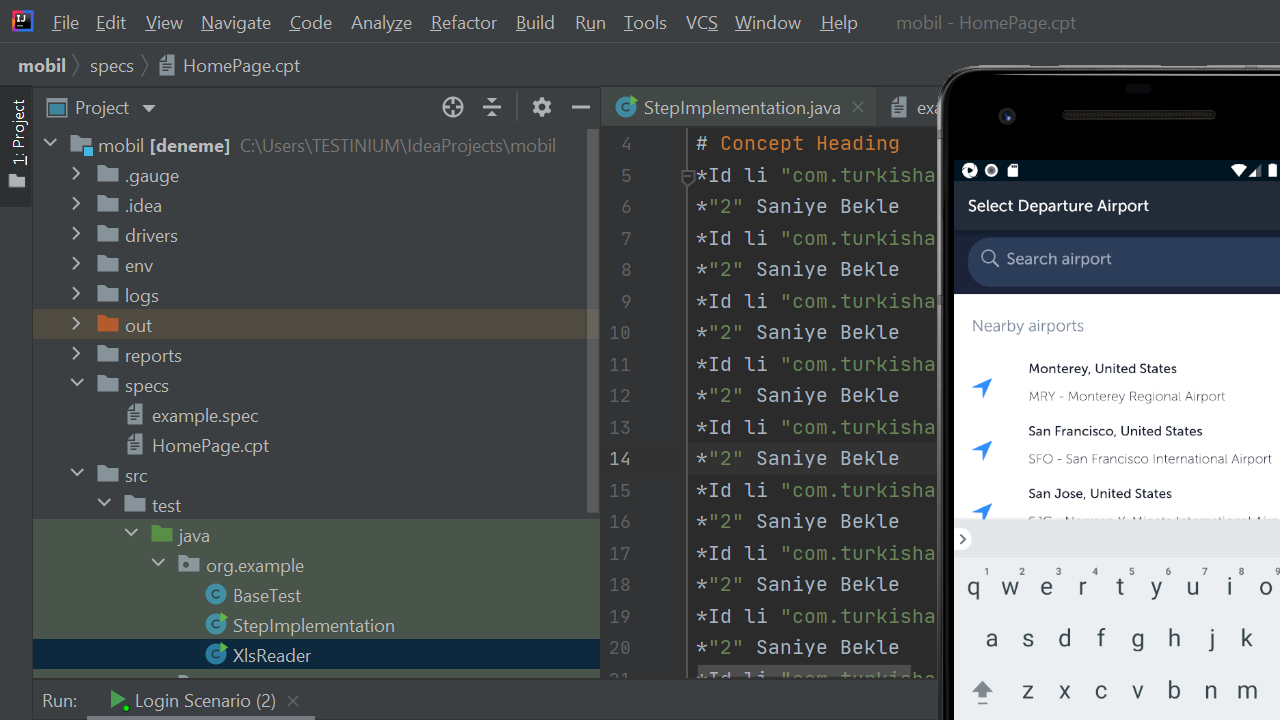 File Edit View Navigate Code Analyze Refactor Build Run Tools VCS Window Help mobil - HomePage.cpt
mobil specs HomePage.cpt
1: Project
Project
mobil [deneme] C:\Users\TESTINIUM\IdeaProjects\mobil
.gauge
.idea
drivers
env
logs
out
reports
specs
example.spec
HomePage.cpt
src
test
java
org.example
BaseTest
StepImplementation
XlsReader
StepImplementation.java exa
4 # Concept Heading
5 *Id li "com.turkisha
6 *"2" Saniye Bekle
7 *Id li "com.turkisha
8 *"2" Saniye Bekle
9 *Id li "com.turkisha
10 *"2" Saniye Bekle
11 *Id li "com.turkisha
12 *"2" Saniye Bekle
13 *Id li "com.turkisha
14 *"2" Saniye Bekle
15 *Id li "com.turkisha
16 *"2" Saniye Bekle
17 *Id li "com.turkisha
18 *"2" Saniye Bekle
19 *Id li "com.turkisha
20 *"2" Saniye Bekle
21 *Id li "com.turkisha
Run: Login Scenario (2)
Select Departure Airport
Search airport
Nearby airports
Monterey, United States
MRY - Monterey Regional Airport
San Francisco, United States
SFO - San Francisco International Airport
San Jose, United States
1 2 3 4 5 6 7 8 9
q w e r t y u i o
a s d f g h j k
z x c v b n m